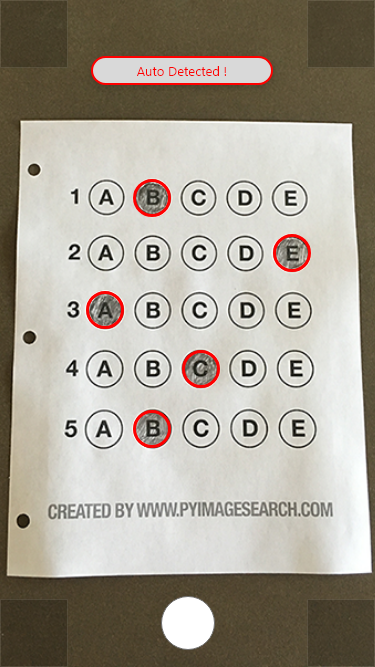 Auto Detected !
1 A B C D E
2 A B C D E
3 A B C D E
4 A B C D E
5 A B C D E
CREATED BY WWW.PYIMAGESEARCH.COM